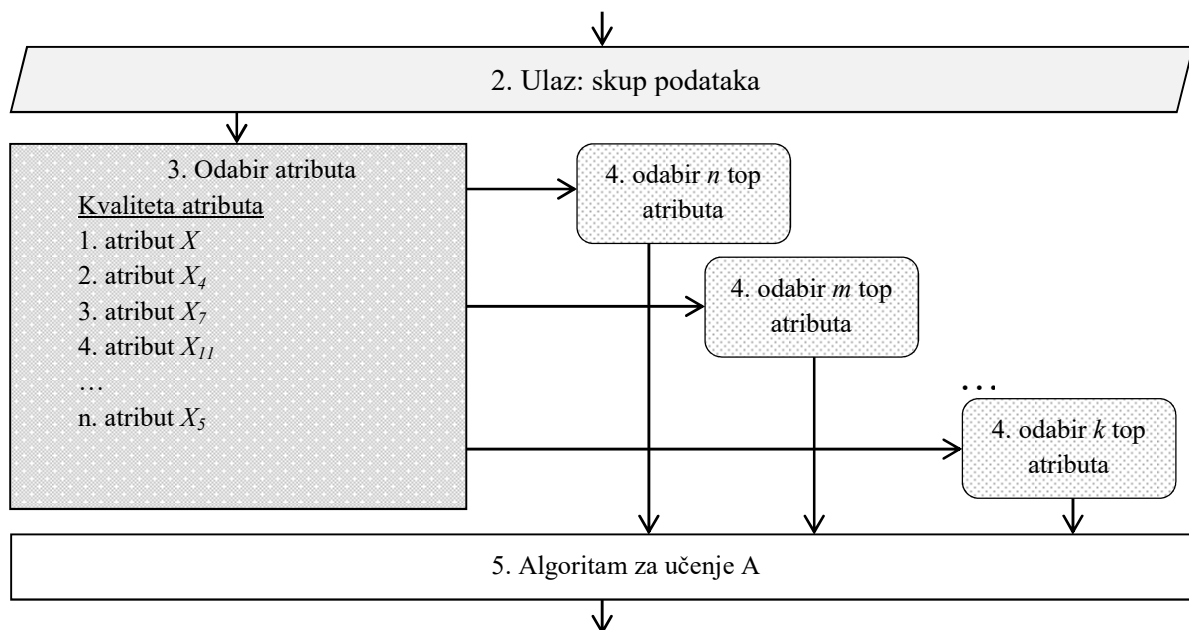 2. Ulaz: skup podataka
3. Odabir atributa
Kvaliteta atributa
1. atribut X
2. atribut X4
3. atribut X7
4. atribut X11
…
n. atribut X5
4. odabir n top
atributa
4. odabir m top
atributa
…
4. odabir k top
atributa
5. Algoritam za učenje A